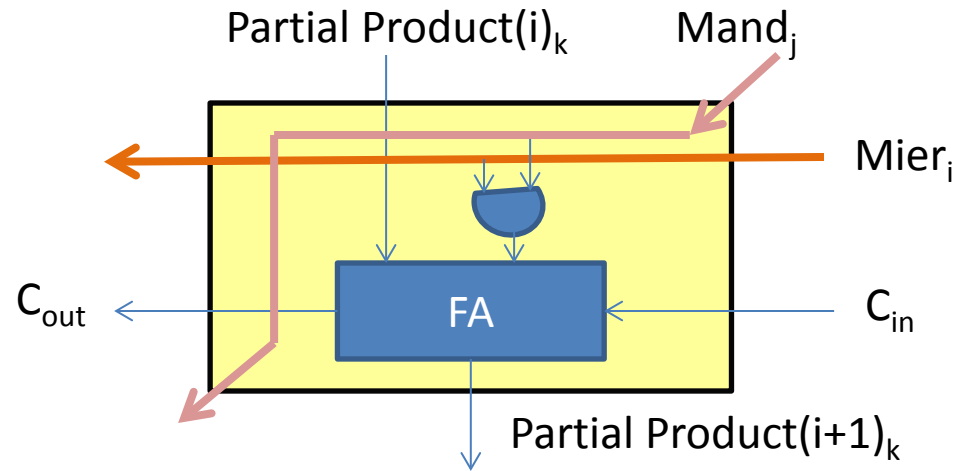 Partial Product(i)k
Mandj
Mieri
Cout
FA
Cin
Partial Product(i+1)k